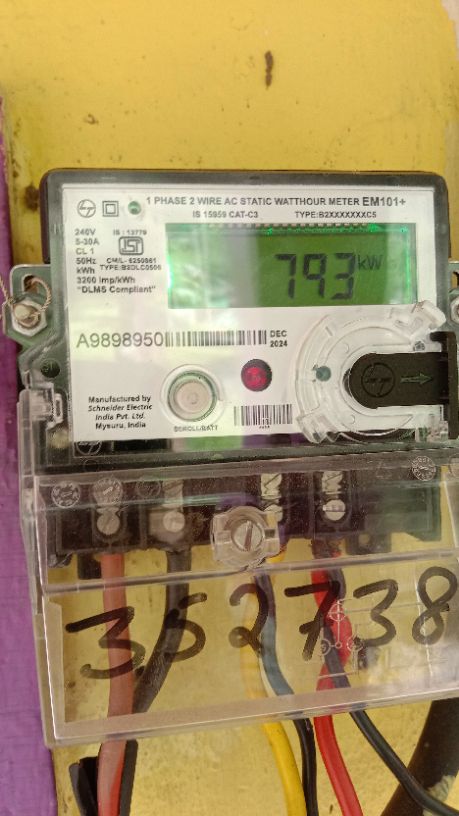 1 PHASE 2 WIRE AC STATIC WATTHOUR METER EM101+
IS 15959 CAT-C3 TYPE:B2XXXXXXXC5
240V
5-30A
CL 1
50Hz
kWh
IS : 13779
CM/L- 6250861
TYPE: B2DLC0506
3200 imp/kWh
"DLMS Compliant"
793 kW
A9898950
DEC
2024
Manufactured by
Schneider Electric
India Pvt. Ltd.
Mysuru, India
SCROLL/BATT
352738